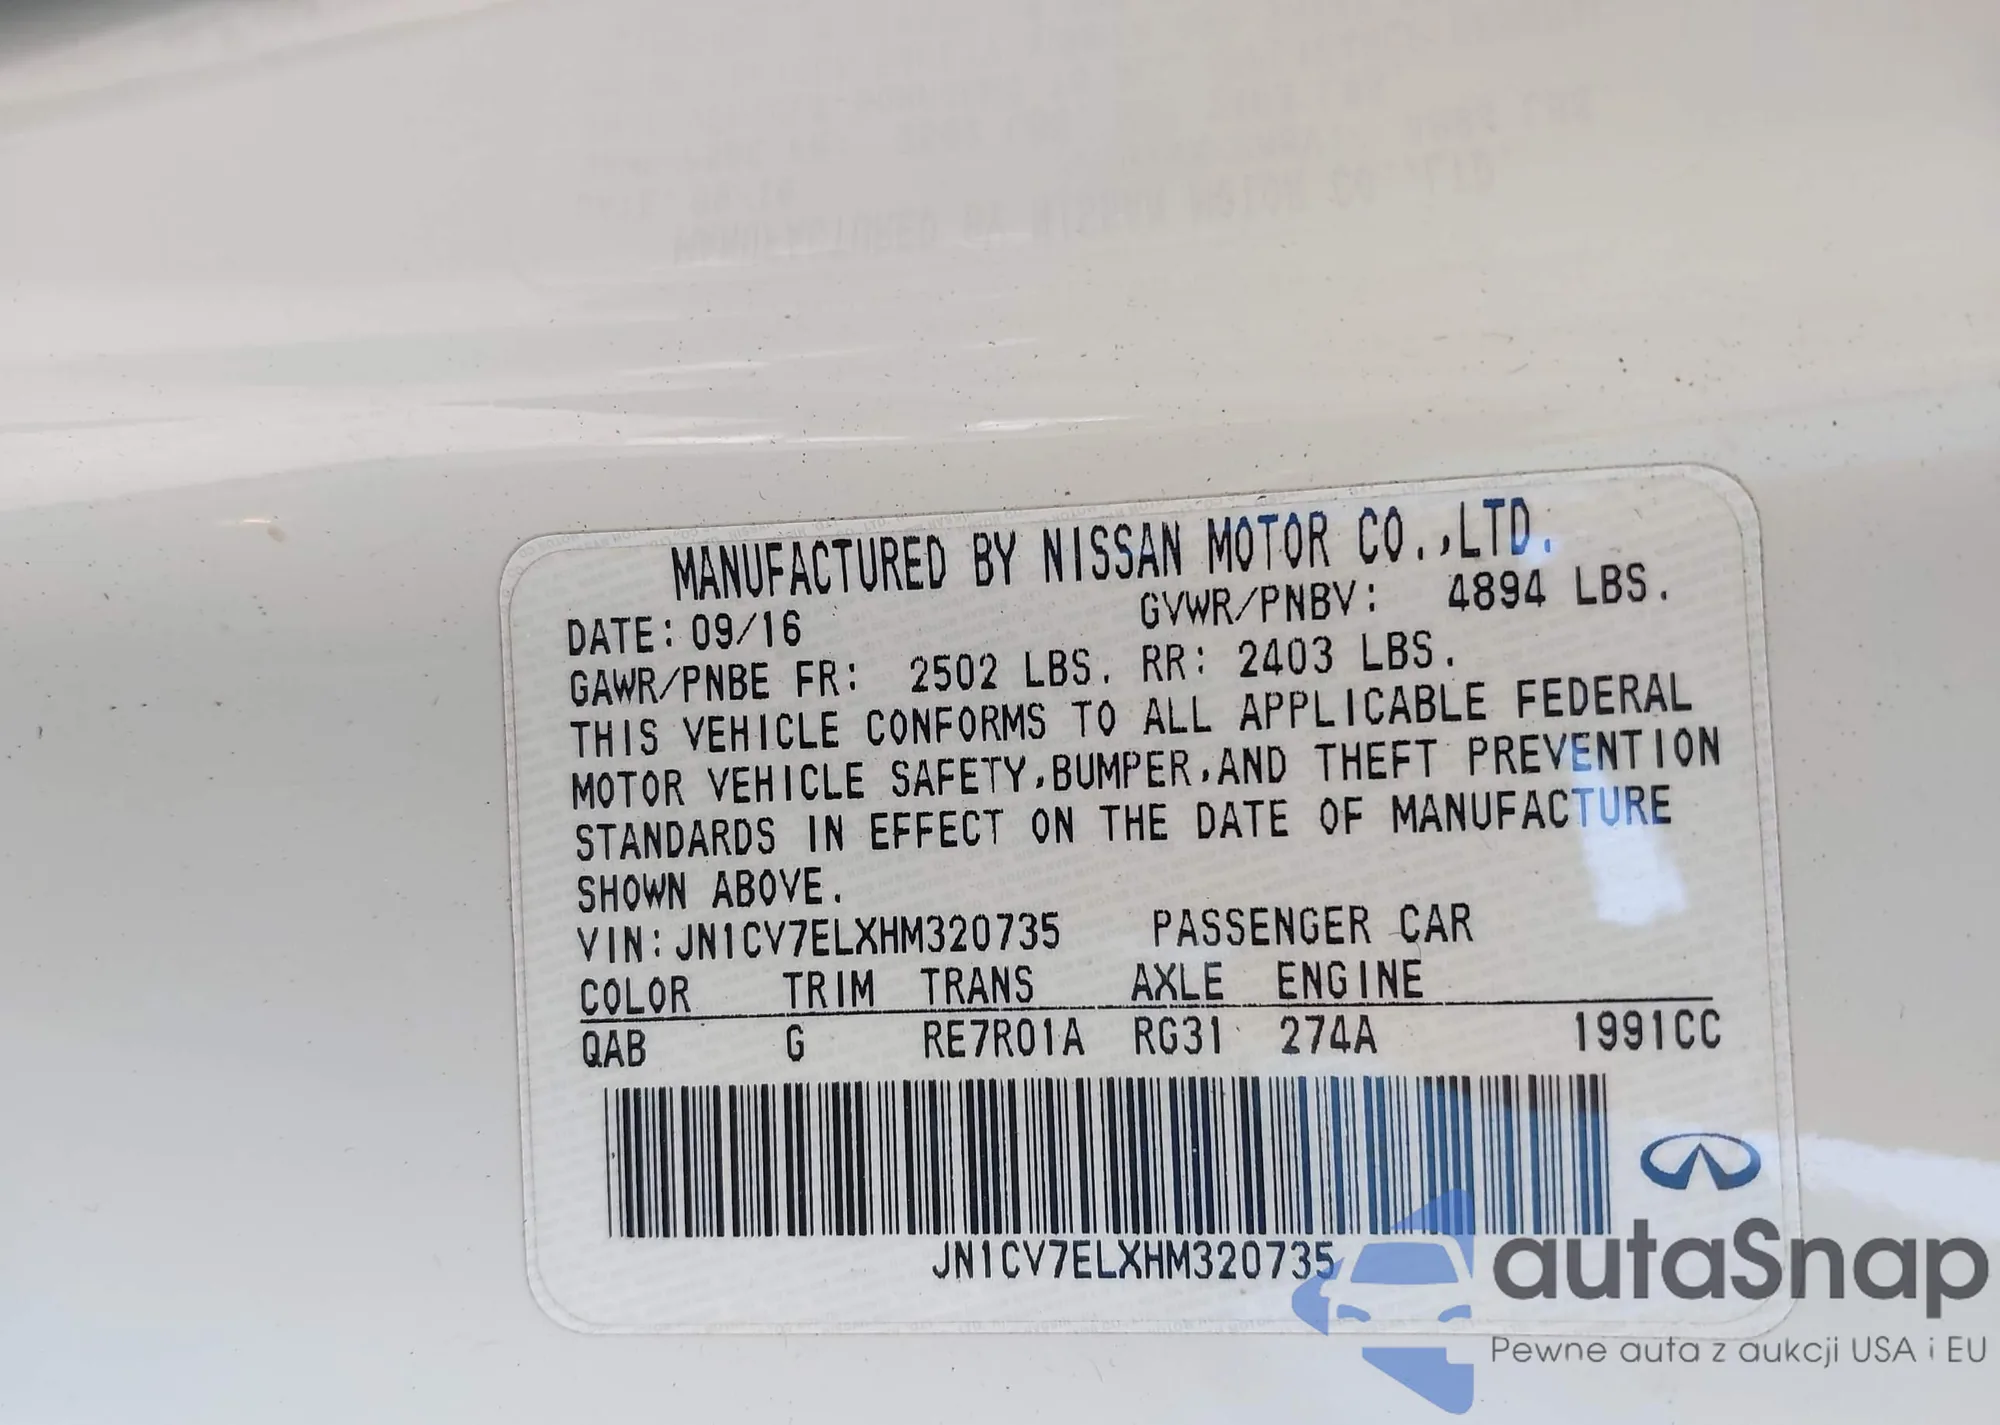 MANUFACTURED BY NISSAN MOTOR CO.,LTD.
DATE: 09/16 GVWR/PNBV: 4894 LBS.
GAWR/PNBE FR: 2502 LBS. RR: 2403 LBS.
THIS VEHICLE CONFORMS TO ALL APPLICABLE FEDERAL
MOTOR VEHICLE SAFETY,BUMPER,AND THEFT PREVENTION
STANDARDS IN EFFECT ON THE DATE OF MANUFACTURE
SHOWN ABOVE.
VIN: JN1CV7ELXHM320735 PASSENGER CAR
COLOR TRIM TRANS AXLE ENGINE
QAB G RE7R01A RG31 274A 1991CC
JN1CV7ELXHM320735
autaSnap
Pewne auta z aukcji USA i EU